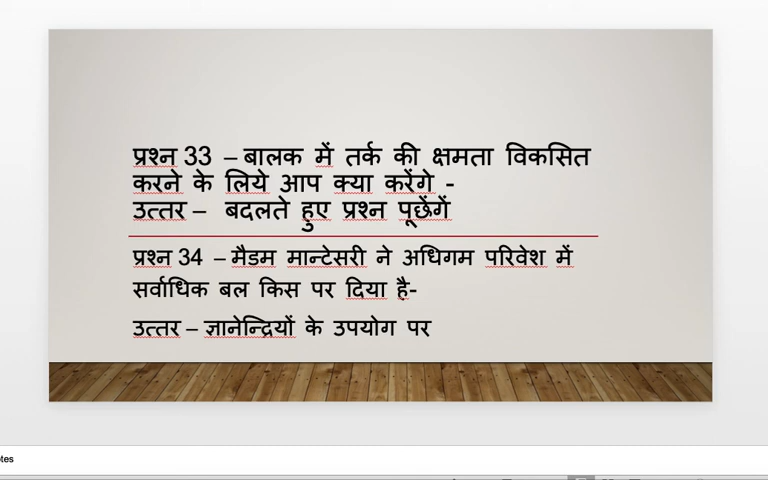 प्रश्न 33 – बालक में तर्क की क्षमता विकसित
करने के लिये आप क्या करेंगे -
उत्तर – बदलते हुए प्रश्न पूछेंगें
प्रश्न 34 – मैडम मान्टेसरी ने अधिगम परिवेश में
सर्वाधिक बल किस पर दिया है-
उत्तर – ज्ञानेन्द्रियों के उपयोग पर